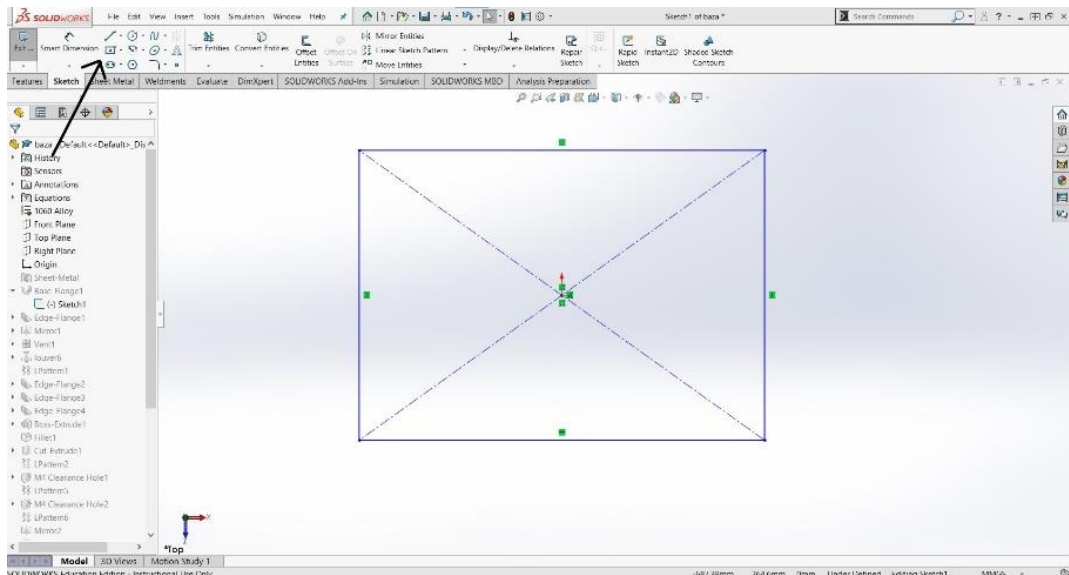 SOLIDWORKS File Edit View Insert Tools Simulation Window Help Sketch1 of baza * Search Commands
Smart Dimension Trim Entities Convert Entities Offset Entities Mirror Entities
Linear Sketch Pattern Display/Delete Relations Repair Sketch Rapid Sketch Instant2D Shaded Sketch Contours
Move Entities
Features Sketch Sheet Metal Weldments Evaluate DimXpert SOLIDWORKS Add-Ins Simulation SOLIDWORKS MBD Analysis Preparation
History
Sensors
Annotations
Equations
1060 Alloy
Front Plane
Top Plane
Right Plane
Origin
Sheet-Metal
Base-Flange1
(-) Sketch1
Edge-Flange1
Mirror1
Vent1
louver6
LPattern1
Edge-Flange2
Edge-Flange3
Edge-Flange4
Boss-Extrude1
Fillet1
Cut-Extrude1
LPattern2
M4 Clearance Hole1
LPattern5
M4 Clearance Hole2
LPattern6
Mirror2
*Top
Model 3D Views Motion Study 1
SOLIDWORKS Education Edition - Instructional Use Only 0mm Under Defined Editing Sketch1 MMGS